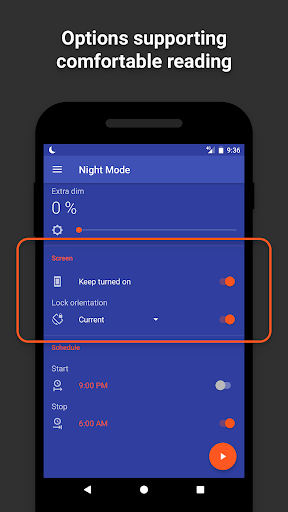 Options supporting
comfortable reading
9:36
Night Mode
Extra dim
0 %
Screen
Keep turned on
Lock orientation
Current
Schedule
Start
9:00 PM
Stop
6:00 AM